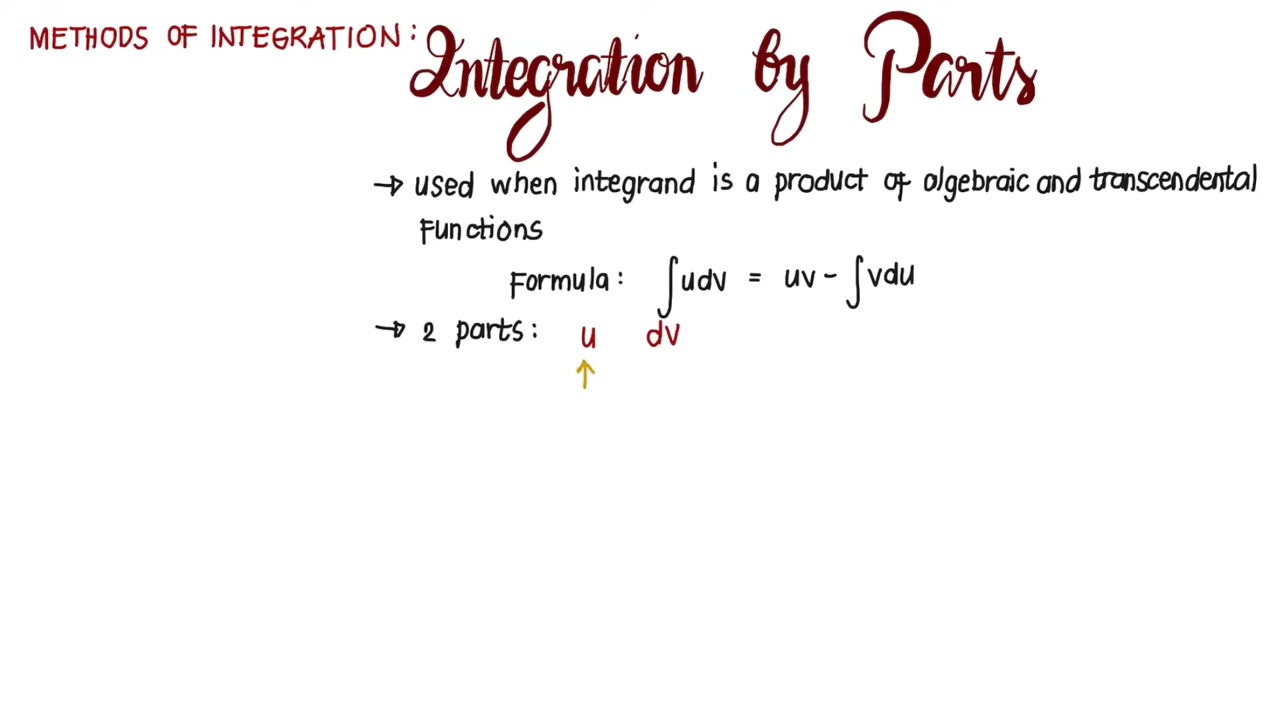 METHODS OF INTEGRATION:
Integration by Parts
→ used when integrand is a product of algebraic and transcendental
Functions
Formula: ∫udv = uv - ∫vdu
→ 2 parts: u dv
↑